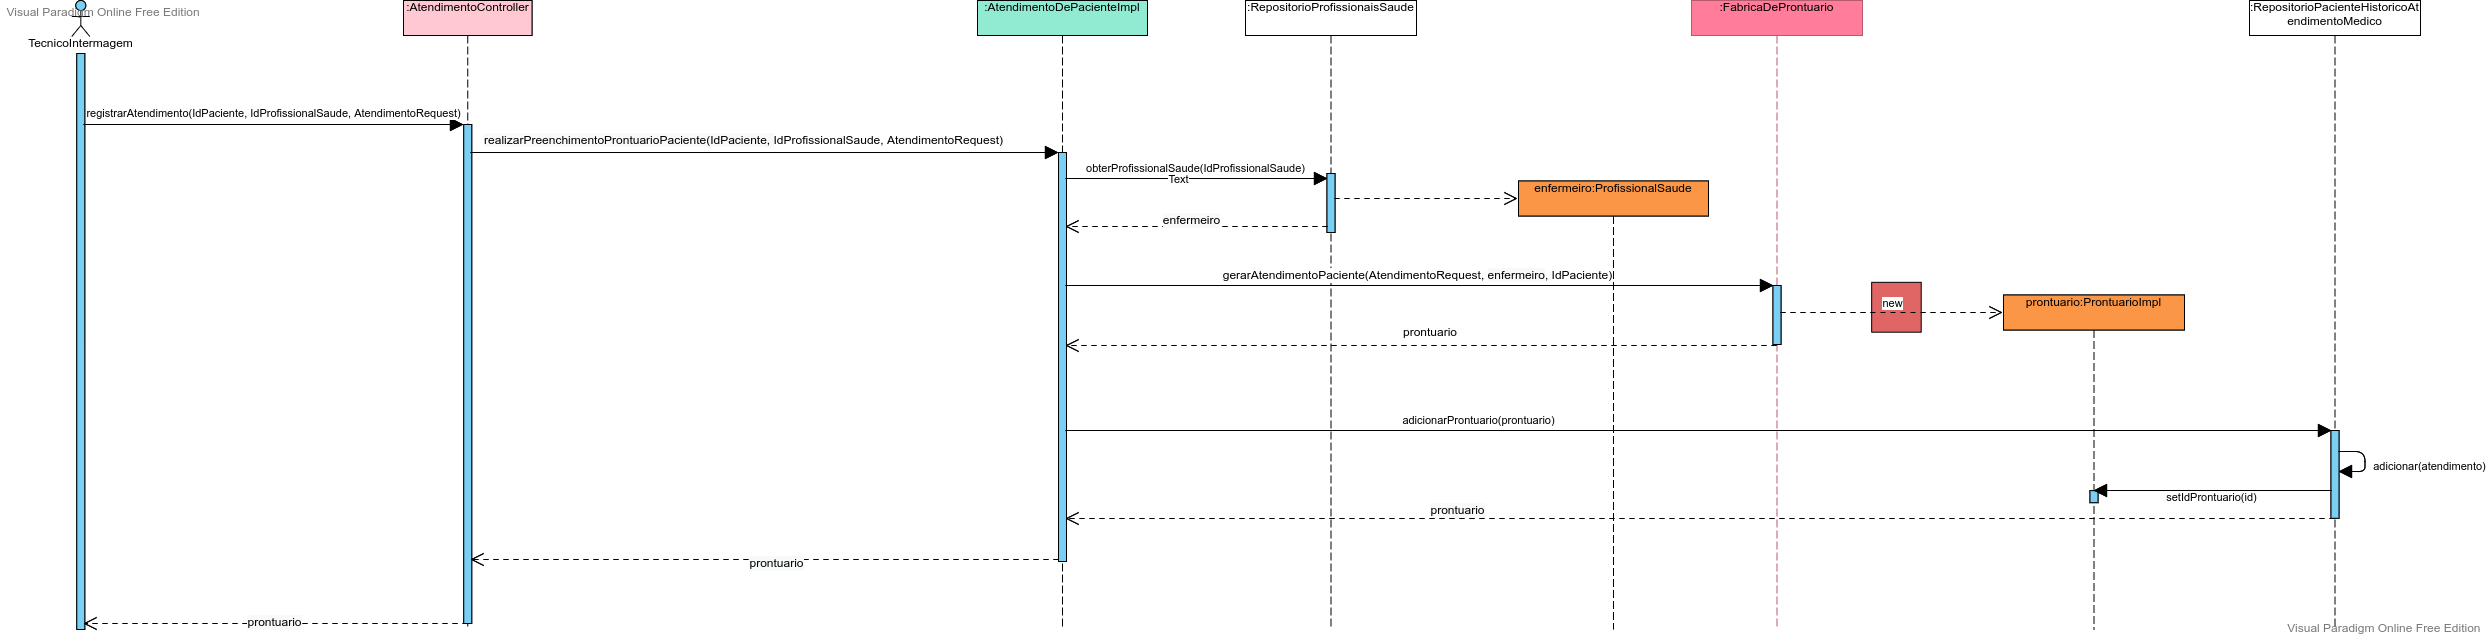 Visual Paradigm Online Free Edition
TecnicoIntermagem
:AtendimentoController
:AtendimentoDePacienteImpl
:RepositorioProfissionaisSaude
:FabricaDeProntuario
:RepositorioPacienteHistoricoAt
endimentoMedico
registrarAtendimento(IdPaciente, IdProfissionalSaude, AtendimentoRequest)
realizarPreenchimentoProntuarioPaciente(IdPaciente, IdProfissionalSaude, AtendimentoRequest)
obterProfissionalSaude(IdProfissionalSaude)
Text
enfermeiro:ProfissionalSaude
enfermeiro
gerarAtendimentoPaciente(AtendimentoRequest, enfermeiro, IdPaciente)
new
prontuario:ProntuarioImpl
prontuario
adicionarProntuario(prontuario)
adicionar(atendimento)
setIdProntuario(id)
prontuario
prontuario
prontuario
Visual Paradigm Online Free Edition